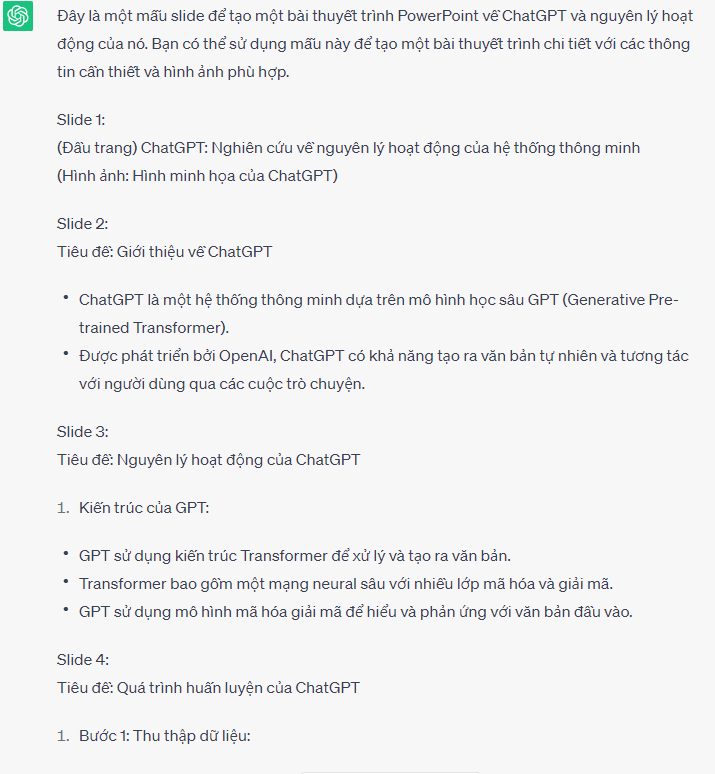 Đây là một mẫu slide để tạo một bài thuyết trình PowerPoint về ChatGPT và nguyên lý hoạt
động của nó. Bạn có thể sử dụng mẫu này để tạo một bài thuyết trình chi tiết với các thông
tin cần thiết và hình ảnh phù hợp.
Slide 1:
(Đầu trang) ChatGPT: Nghiên cứu về nguyên lý hoạt động của hệ thống thông minh
(Hình ảnh: Hình minh họa của ChatGPT)
Slide 2:
Tiêu đề: Giới thiệu về ChatGPT
• ChatGPT là một hệ thống thông minh dựa trên mô hình học sâu GPT (Generative Pre-
trained Transformer).
• Được phát triển bởi OpenAI, ChatGPT có khả năng tạo ra văn bản tự nhiên và tương tác
với người dùng qua các cuộc trò chuyện.
Slide 3:
Tiêu đề: Nguyên lý hoạt động của ChatGPT
1. Kiến trúc của GPT:
• GPT sử dụng kiến trúc Transformer để xử lý và tạo ra văn bản.
• Transformer bao gồm một mạng neural sâu với nhiều lớp mã hóa và giải mã.
• GPT sử dụng mô hình mã hóa giải mã để hiểu và phản ứng với văn bản đầu vào.
Slide 4:
Tiêu đề: Quá trình huấn luyện của ChatGPT
1. Bước 1: Thu thập dữ liệu: